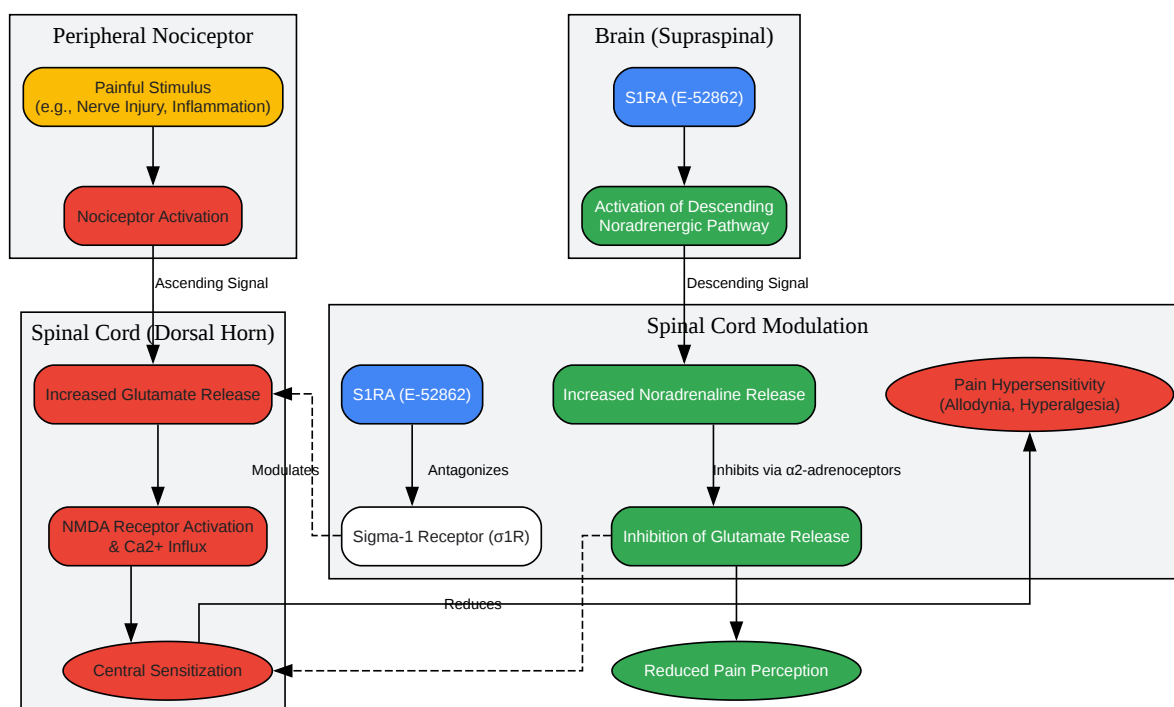 Peripheral Nociceptor
Painful Stimulus
(e.g., Nerve Injury, Inflammation)
Nociceptor Activation
Ascending Signal
Brain (Supraspinal)
S1RA (E-52862)
Activation of Descending
Noradrenergic Pathway
Descending Signal
Spinal Cord (Dorsal Horn)
Increased Glutamate Release
Modulates
NMDA Receptor Activation
& Ca2+ Influx
Central Sensitization
Spinal Cord Modulation
S1RA (E-52862)
Antagonizes
Sigma-1 Receptor (σ1R)
Increased Noradrenaline Release
Inhibits via α2-adrenoceptors
Inhibition of Glutamate Release
Pain Hypersensitivity
(Allodynia, Hyperalgesia)
Reduces
Reduced Pain Perception